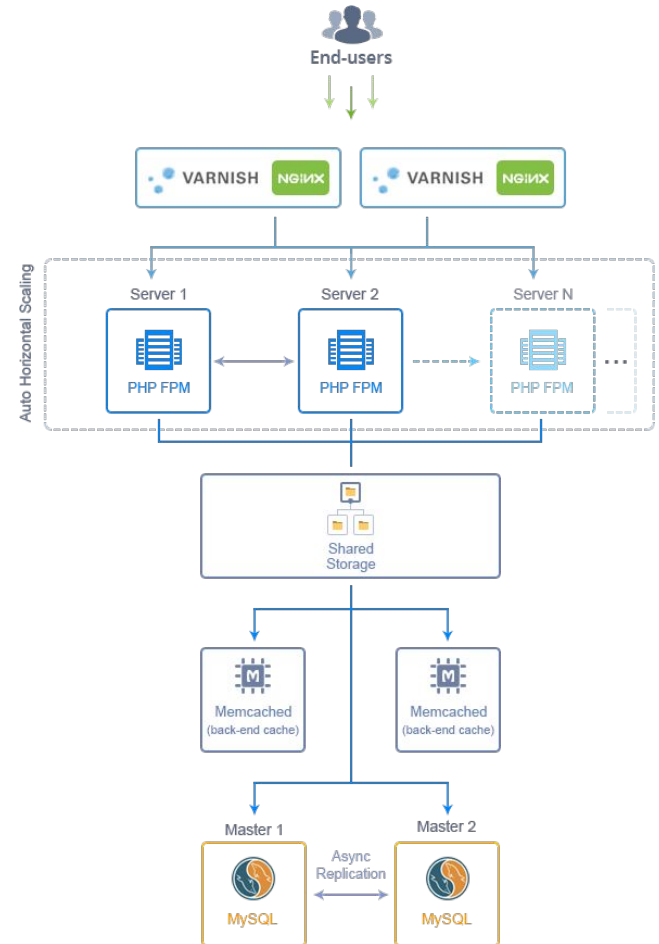 End-users
VARNISH NGINX VARNISH NGINX
Auto Horizontal Scaling
Server 1 Server 2 Server N
PHP FPM PHP FPM PHP FPM ...
Shared
Storage
M M
Memcached Memcached
(back-end cache) (back-end cache)
Master 1 Master 2
Async
Replication
MySQL MySQL